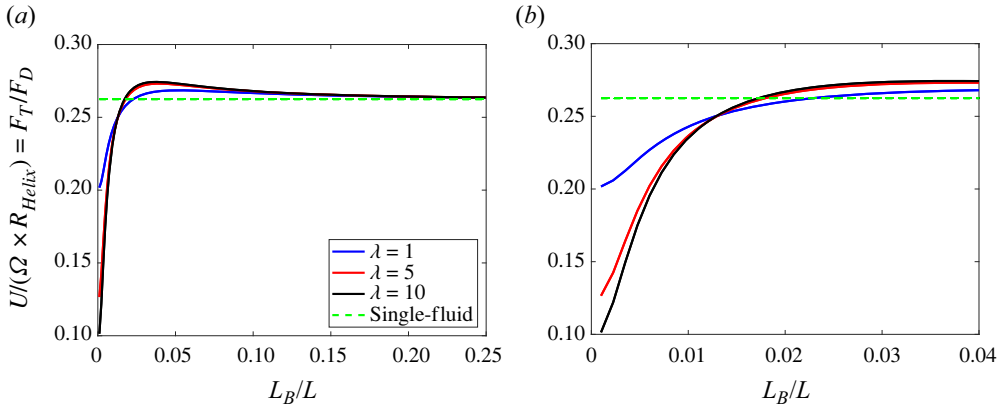 (a)
(b)
U/(Ω × R_Helix) = F_T/F_D
0.30
0.25
0.20
0.15
0.10
0
0.05
0.10
0.15
0.20
0.25
L_B/L
λ = 1
λ = 5
λ = 10
Single-fluid
0.30
0.25
0.20
0.15
0.10
0
0.01
0.02
0.03
0.04
L_B/L